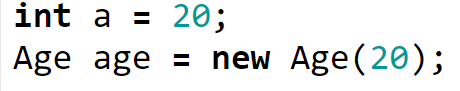 int a = 20;
Age age = new Age(20);